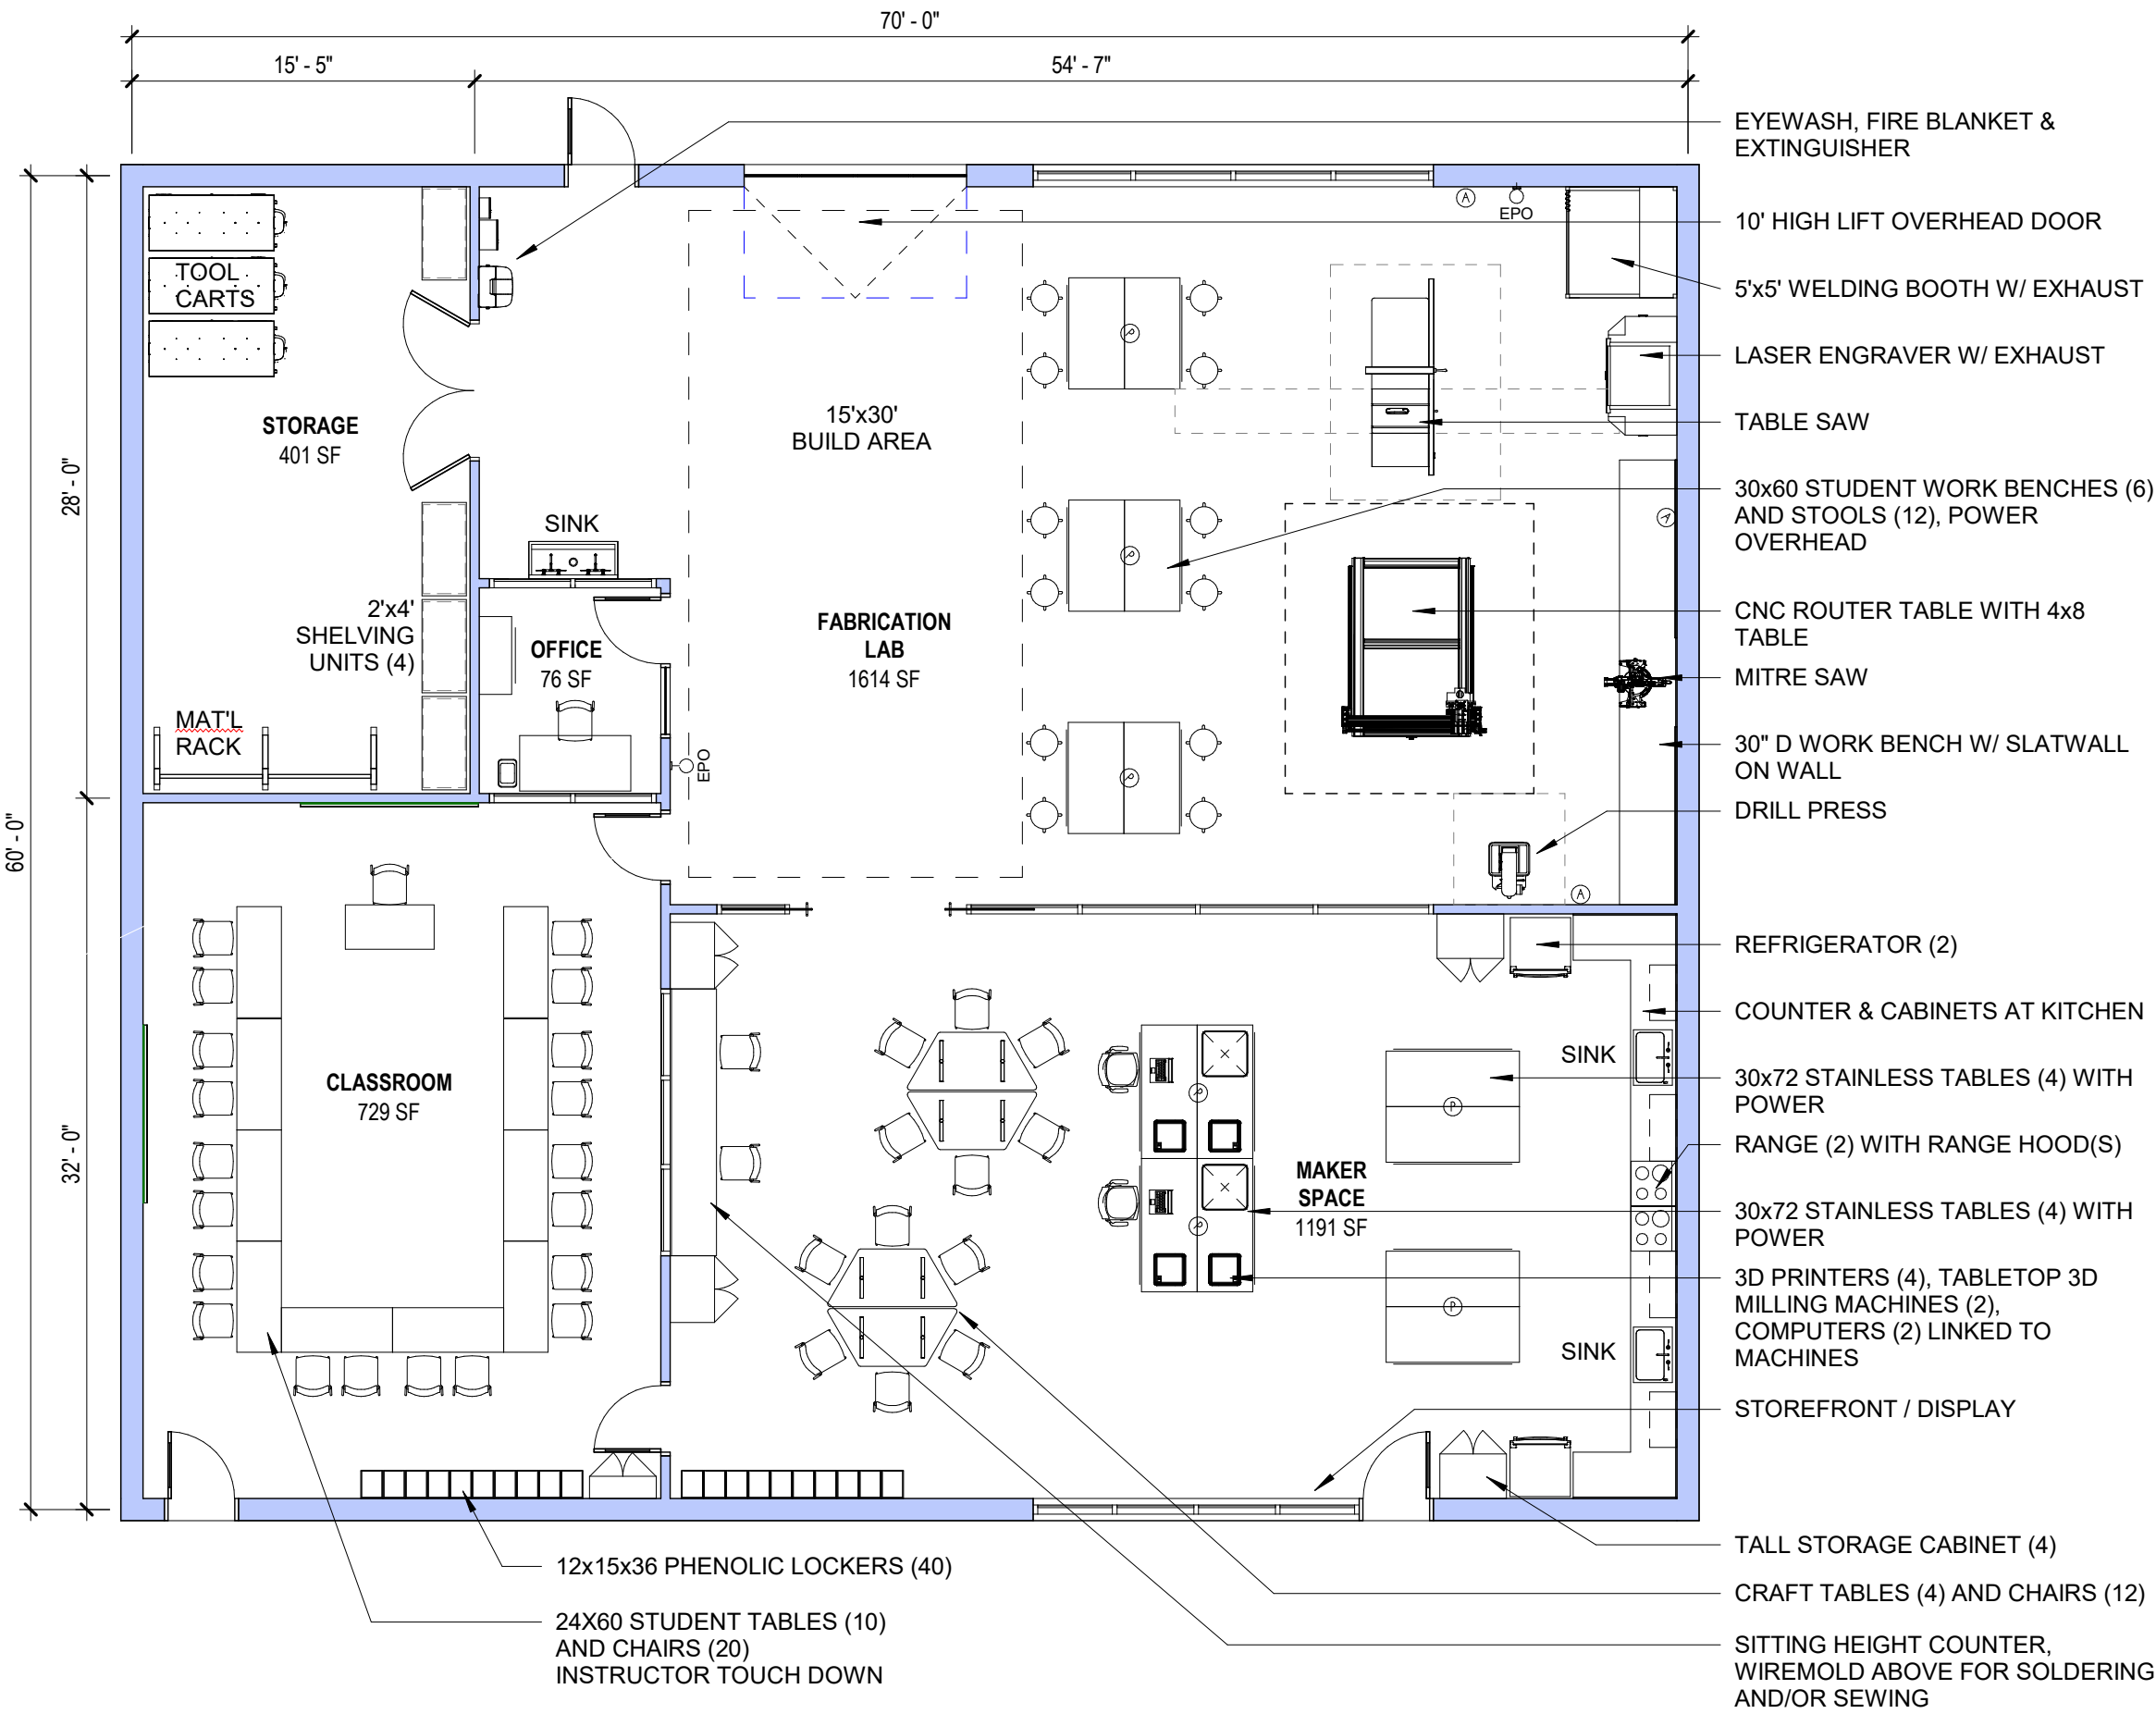 70' - 0"
15' - 5"
54' - 7"
60' - 0"
28' - 0"
32' - 0"
TOOL
CARTS
STORAGE
401 SF
2'x4'
SHELVING
UNITS (4)
MAT'L
RACK
SINK
OFFICE
76 SF
EPO
15'x30'
BUILD AREA
FABRICATION
LAB
1614 SF
P
P
P
A
EPO
A
A
CLASSROOM
729 SF
MAKER
SPACE
1191 SF
P
P
P
P
SINK
SINK
EYEWASH, FIRE BLANKET &
EXTINGUISHER
10' HIGH LIFT OVERHEAD DOOR
5'x5' WELDING BOOTH W/ EXHAUST
LASER ENGRAVER W/ EXHAUST
TABLE SAW
30x60 STUDENT WORK BENCHES (6)
AND STOOLS (12), POWER
OVERHEAD
CNC ROUTER TABLE WITH 4x8
TABLE
MITRE SAW
30" D WORK BENCH W/ SLATWALL
ON WALL
DRILL PRESS
REFRIGERATOR (2)
COUNTER & CABINETS AT KITCHEN
30x72 STAINLESS TABLES (4) WITH
POWER
RANGE (2) WITH RANGE HOOD(S)
30x72 STAINLESS TABLES (4) WITH
POWER
3D PRINTERS (4), TABLETOP 3D
MILLING MACHINES (2),
COMPUTERS (2) LINKED TO
MACHINES
STOREFRONT / DISPLAY
TALL STORAGE CABINET (4)
CRAFT TABLES (4) AND CHAIRS (12)
SITTING HEIGHT COUNTER,
WIREMOLD ABOVE FOR SOLDERING
AND/OR SEWING
12x15x36 PHENOLIC LOCKERS (40)
24X60 STUDENT TABLES (10)
AND CHAIRS (20)
INSTRUCTOR TOUCH DOWN